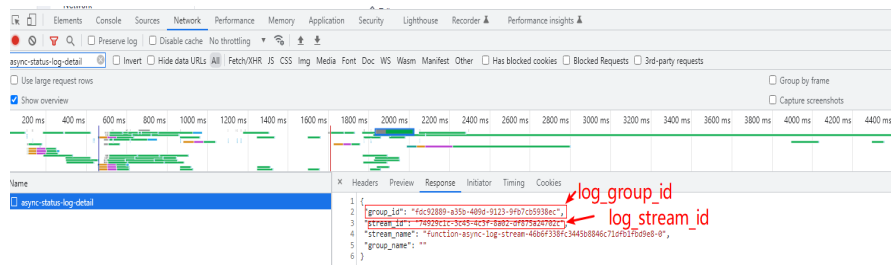 Elements Console Sources Network Performance Memory Application Security Lighthouse Recorder Performance insights
Preserve log Disable cache No throttling
async-status-log-detail Invert Hide data URLs All Fetch/XHR JS CSS Img Media Font Doc WS Wasm Manifest Other Has blocked cookies Blocked Requests 3rd-party requests
Use large request rows Group by frame
Show overview Capture screenshots
200 ms 400 ms 600 ms 800 ms 1000 ms 1200 ms 1400 ms 1600 ms 1800 ms 2000 ms 2200 ms 2400 ms 2600 ms 2800 ms 3000 ms 3200 ms 3400 ms 3600 ms 3800 ms 4000 ms 4200 ms 4400 ms
Name × Headers Preview Response Initiator Timing Cookies
async-status-log-detail
1 {
2 "group_id": "fdc92889-a35b-409d-9123-9fb7cb5938ec",
log_group_id
3 "stream_id": "74929c1c-5c45-4c3f-8a02-df875a24702c",
log_stream_id
4 "stream_name": "function-async-log-stream-46b6f338fc3445b8846c71dfb1fbd9e8-0",
5 "group_name": ""
6 }